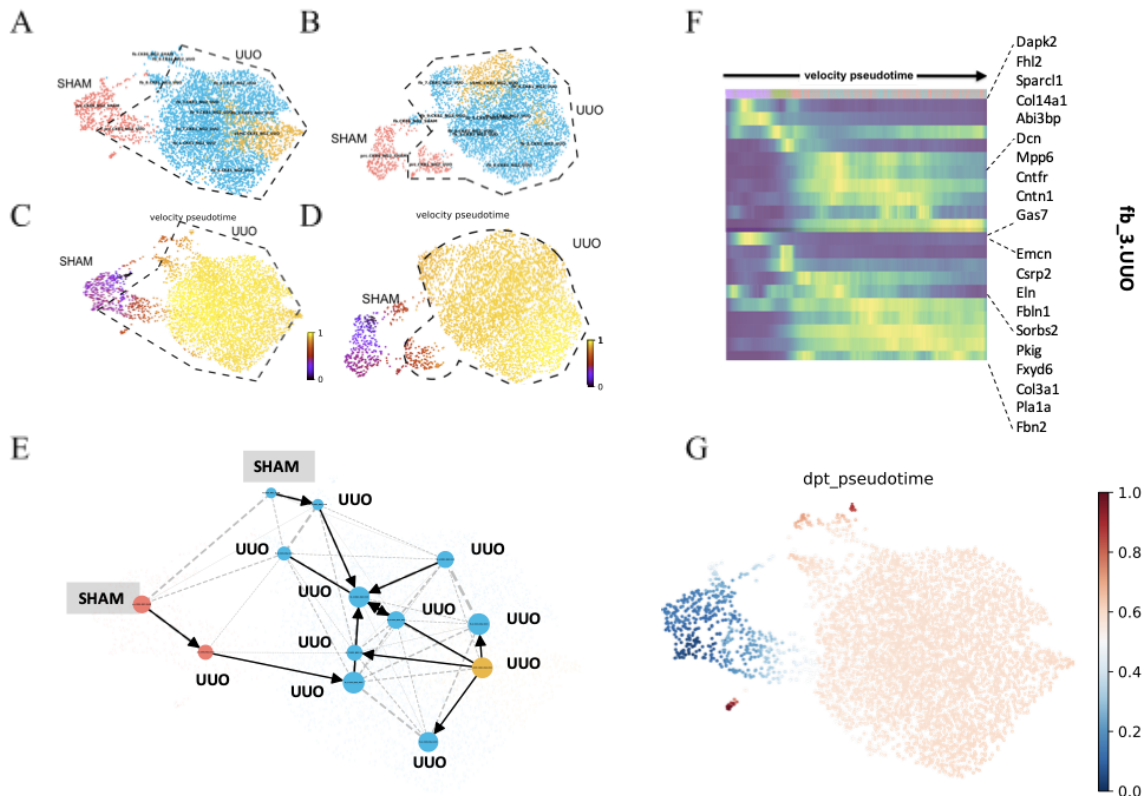 A
B
F
UUO
SHAM
UUO
SHAM
velocity pseudotime
Dapk2
Fhl2
Sparcl1
Col14a1
Abi3bp
Dcn
Mpp6
Cntfr
Cntn1
Gas7
Emcn
Csrp2
Eln
Fbln1
Sorbs2
Pkig
Fxyd6
Col3a1
Pla1a
Fbn2
fb_3.UUO
C
D
velocity pseudotime
UUO
SHAM
1
0
velocity pseudotime
UUO
SHAM
1
0
E
SHAM
UUO
UUO
UUO
SHAM
UUO
UUO
UUO
UUO
UUO
UUO
UUO
UUO
G
dpt_pseudotime
1.0
0.8
0.6
0.4
0.2
0.0